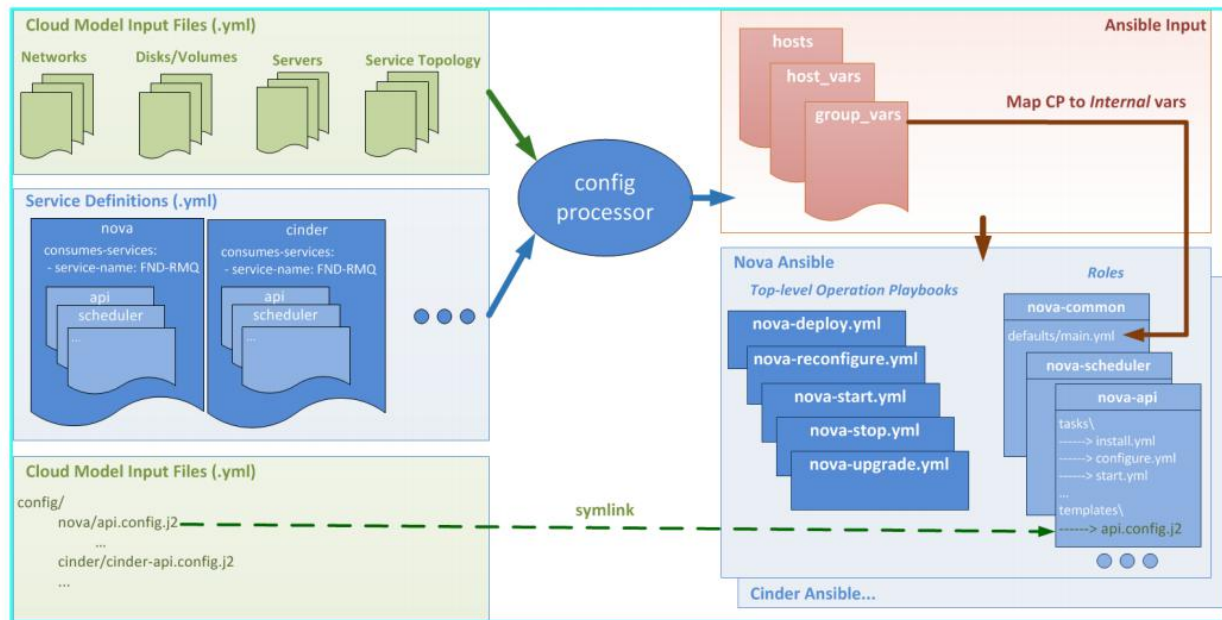 Cloud Model Input Files (.yml)
Networks
Disks/Volumes
Servers
Service Topology
Service Definitions (.yml)
nova
consumes-services:
- service-name: FND-RMQ
api
scheduler
...
cinder
consumes-services:
- service-name: FND-RMQ
api
scheduler
...
Cloud Model Input Files (.yml)
config/
nova/api.config.j2
...
cinder/cinder-api.config.j2
...
config
processor
symlink
Ansible Input
hosts
host_vars
group_vars
Map CP to Internal vars
Nova Ansible
Top-level Operation Playbooks
nova-deploy.yml
nova-reconfigure.yml
nova-start.yml
nova-stop.yml
nova-upgrade.yml
Roles
nova-common
defaults/main.yml
nova-scheduler
nova-api
tasks\
------> install.yml
------> configure.yml
------> start.yml
...
templates\
------> api.config.j2
Cinder Ansible...